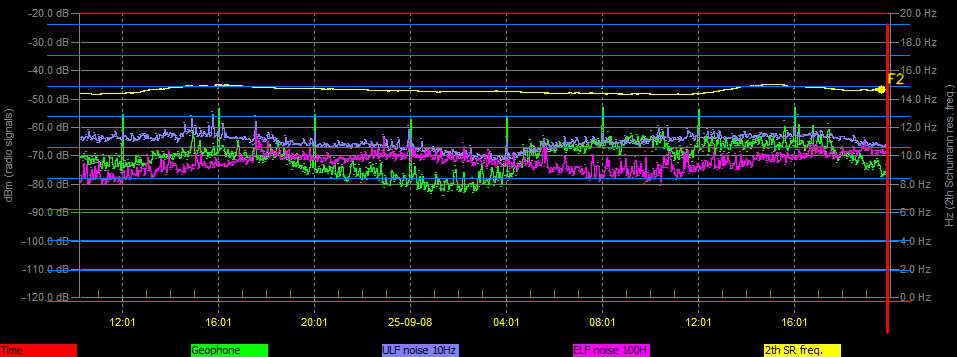 -20.0 dB 20.0 Hz
-30.0 dB 18.0 Hz
-40.0 dB 16.0 Hz
F2
-50.0 dB 14.0 Hz
-60.0 dB 12.0 Hz
-70.0 dB 10.0 Hz
-80.0 dB 8.0 Hz
-90.0 dB 6.0 Hz
-100.0 dB 4.0 Hz
-110.0 dB 2.0 Hz
-120.0 dB 0.0 Hz
dBm (radio signals)
Hz (2th Schumann res. freq.)
12:01 16:01 20:01 25-09-08 04:01 08:01 12:01 16:01
Time Geophone ULF noise 10Hz ELF noise 100H 2th SR freq.